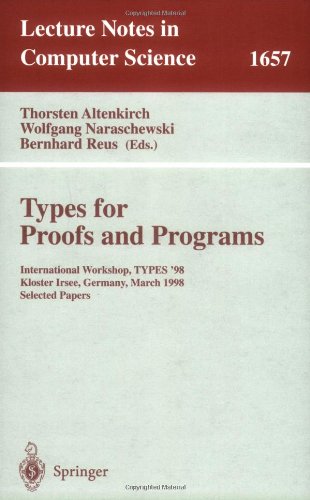 Lecture Notes in
Computer Science 1657
Thorsten Altenkirch
Wolfgang Naraschewski
Bernhard Reus (Eds.)
Types for
Proofs and Programs
International Workshop, TYPES '98
Kloster Irsee, Germany, March 1998
Selected Papers
Springer